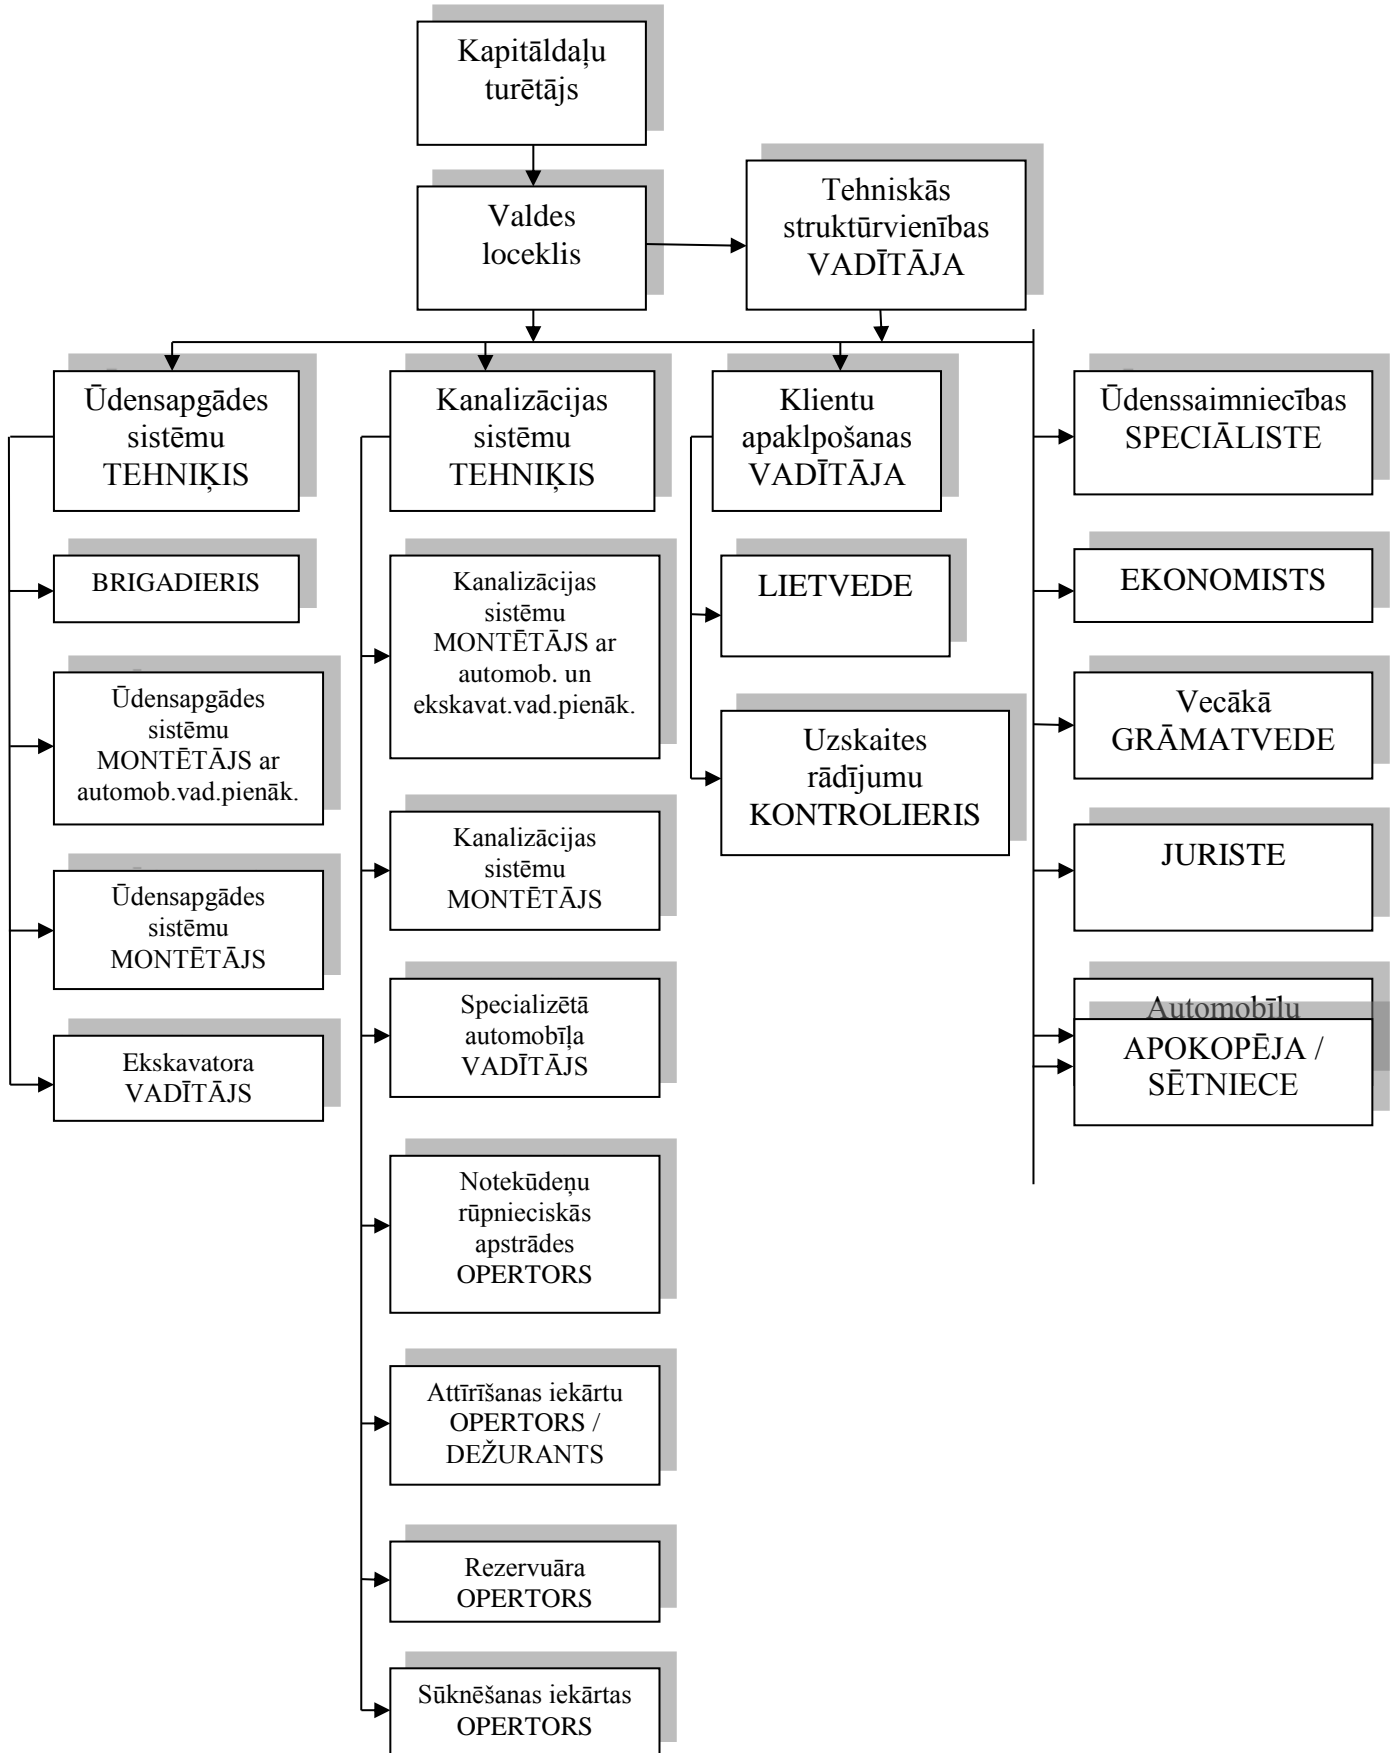 Kapitāldaļu
turētājs
Valdes
loceklis
Tehniskās
struktūrvienības
VADĪTĀJA
Ūdensapgādes
sistēmu
TEHNIĶIS
BRIGADIERIS
Ūdensapgādes
sistēmu
MONTĒTĀJS ar
automob.vad.pienāk.
Ūdensapgādes
sistēmu
MONTĒTĀJS
Ekskavatora
VADĪTĀJS
Kanalizācijas
sistēmu
TEHNIĶIS
Kanalizācijas
sistēmu
MONTĒTĀJS ar
automob. un
ekskavat.vad.pienāk.
Kanalizācijas
sistēmu
MONTĒTĀJS
Specializētā
automobīļa
VADĪTĀJS
Notekūdeņu
rūpnieciskās
apstrādes
OPERTORS
Attīrīšanas iekārtu
OPERTORS /
DEŽURANTS
Rezervuāra
OPERTORS
Sūknēšanas iekārtas
OPERTORS
Klientu
apaklpošanas
VADĪTĀJA
LIETVEDE
Uzskaites
rādījumu
KONTROLIERIS
Ūdenssaimniecības
SPECIĀLISTE
EKONOMISTS
Vecākā
GRĀMATVEDE
JURISTE
Automobīlu
APOKOPĒJA /
SĒTNIECE